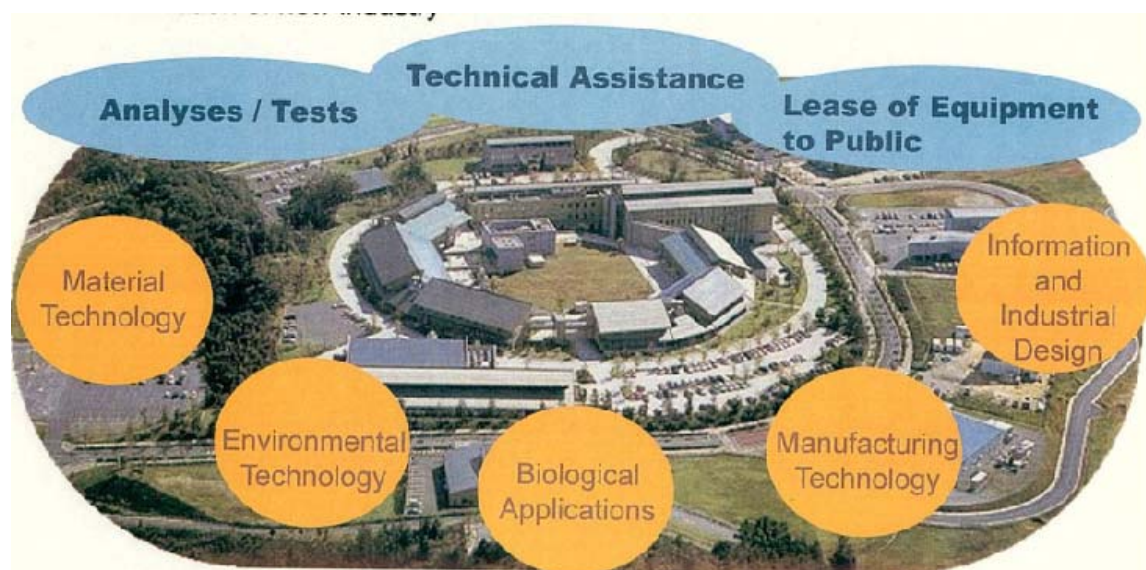 Technical Assistance
Analyses / Tests
Lease of Equipment
to Public
Material
Technology
Information
and
Industrial
Design
Environmental
Technology
Biological
Applications
Manufacturing
Technology